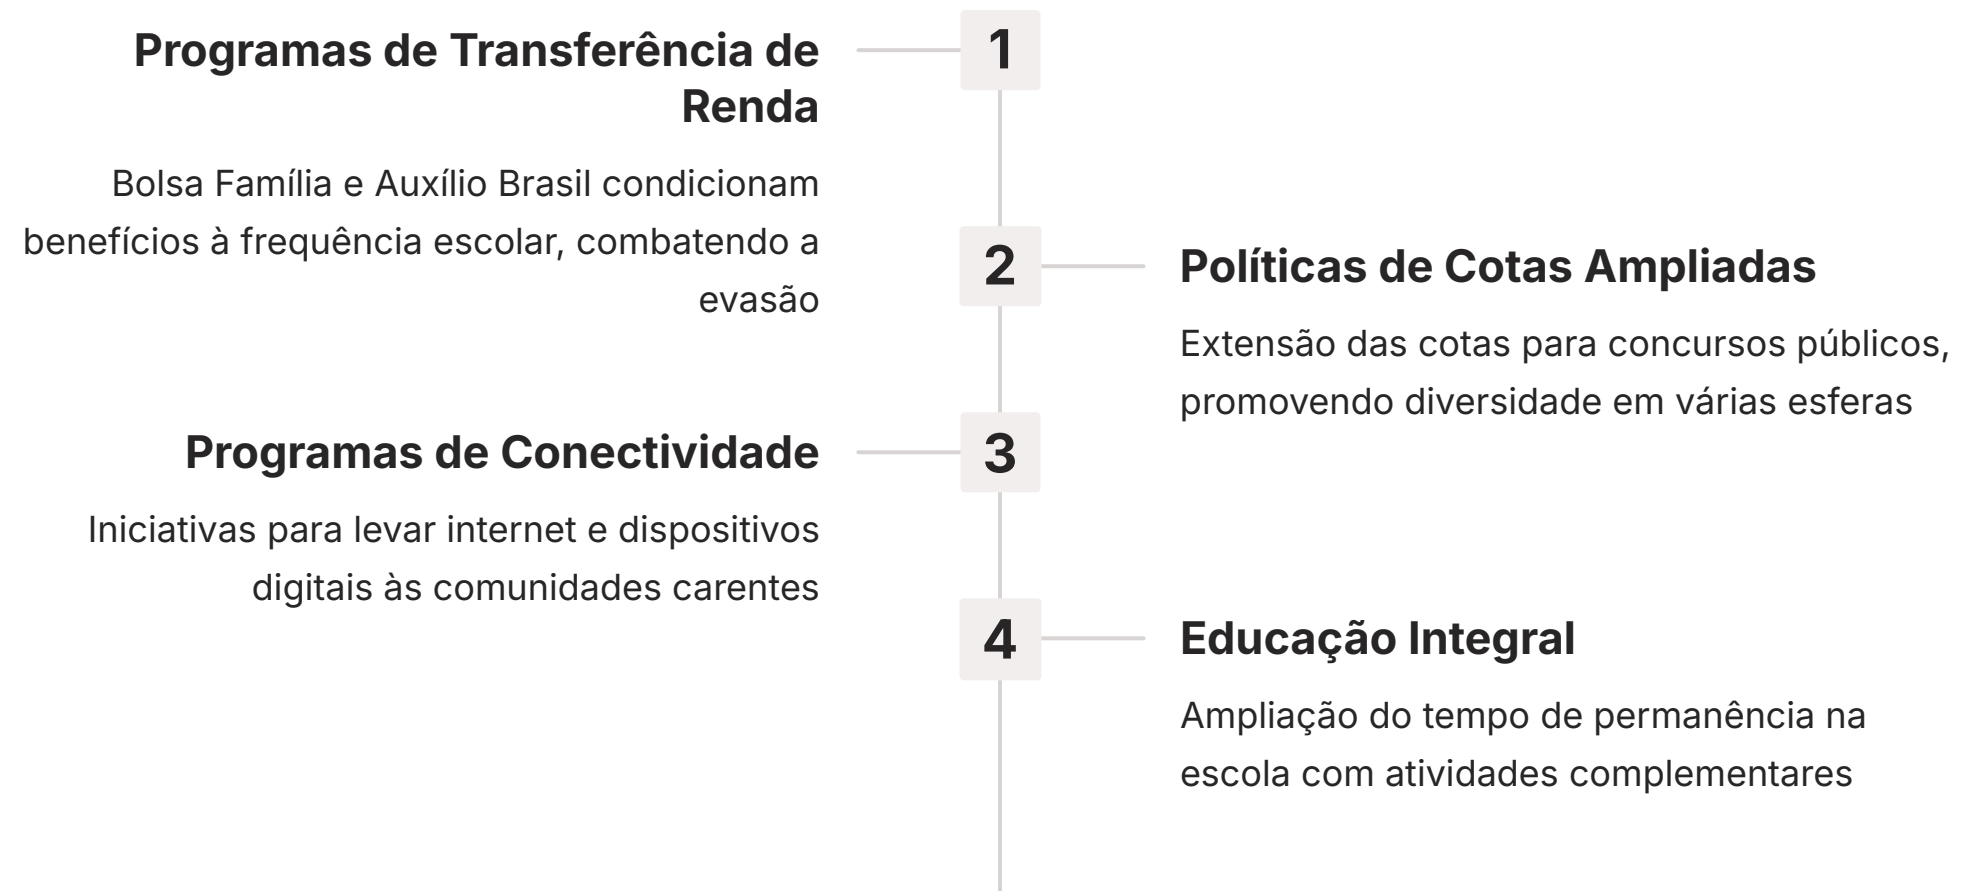 1
Programas de Transferência de
Renda
Bolsa Família e Auxílio Brasil condicionam
benefícios à frequência escolar, combatendo a
evasão
2
Políticas de Cotas Ampliadas
Extensão das cotas para concursos públicos,
promovendo diversidade em várias esferas
3
Programas de Conectividade
Iniciativas para levar internet e dispositivos
digitais às comunidades carentes
4
Educação Integral
Ampliação do tempo de permanência na
escola com atividades complementares